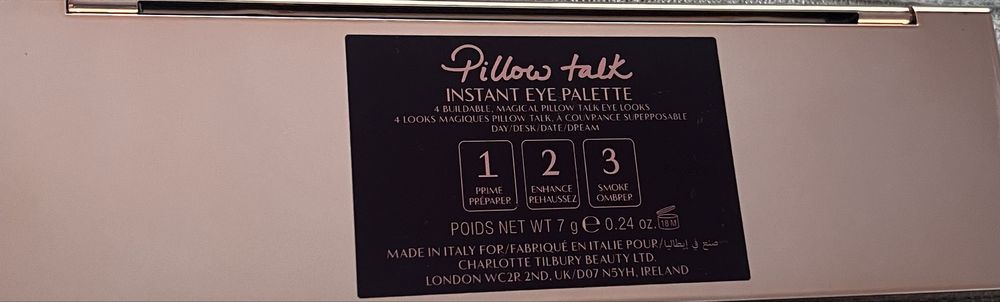 Pillow talk
INSTANT EYE PALETTE
4 BUILDABLE, MAGICAL PILLOW TALK EYE LOOKS
4 LOOKS MAGIQUES PILLOW TALK, À COUVRANCE SUPERPOSABLE
DAY/DESK/DATE/DREAM
1 2 3
PRIME ENHANCE SMOKE
PRÉPARER REHAUSSEZ OMBRER
POIDS NET WT 7 g ℮ 0.24 oz. 18 M
MADE IN ITALY FOR/FABRIQUÉ EN ITALIE POUR/صنع في إيطاليا
CHARLOTTE TILBURY BEAUTY LTD.
LONDON WC2R 2ND, UK/D07 N5YH, IRELAND